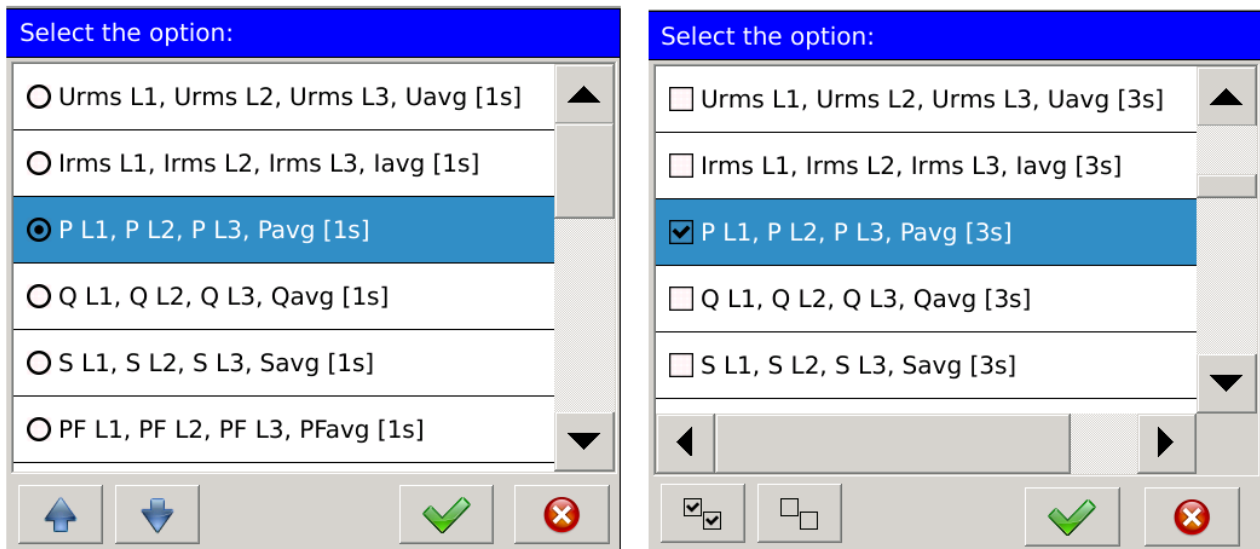 Select the option:
Urms L1, Urms L2, Urms L3, Uavg [1s]
Irms L1, Irms L2, Irms L3, Iavg [1s]
P L1, P L2, P L3, Pavg [1s]
Q L1, Q L2, Q L3, Qavg [1s]
S L1, S L2, S L3, Savg [1s]
PF L1, PF L2, PF L3, PFavg [1s]
Select the option:
Urms L1, Urms L2, Urms L3, Uavg [3s]
Irms L1, Irms L2, Irms L3, Iavg [3s]
P L1, P L2, P L3, Pavg [3s]
Q L1, Q L2, Q L3, Qavg [3s]
S L1, S L2, S L3, Savg [3s]